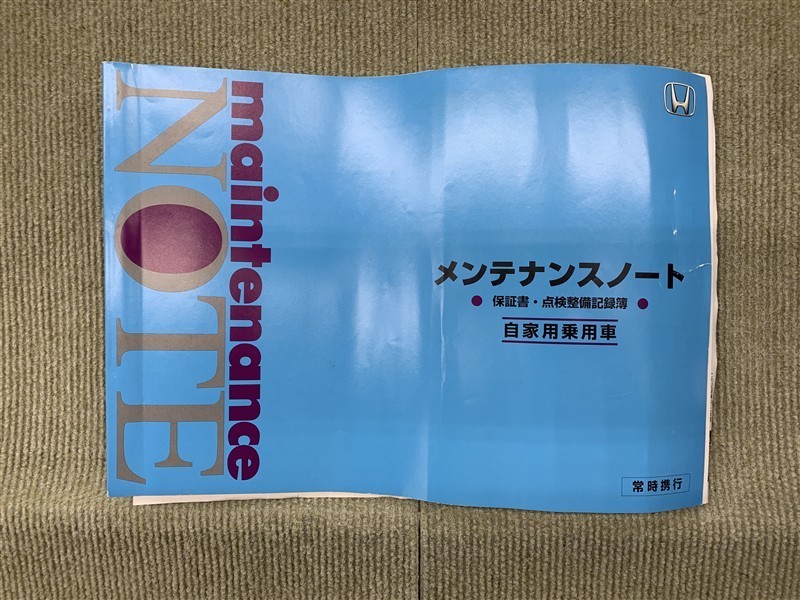 maintenance
NOTE
メンテナンスノート
● 保証書・点検整備記録簿 ●
自家用乗用車
常時携行